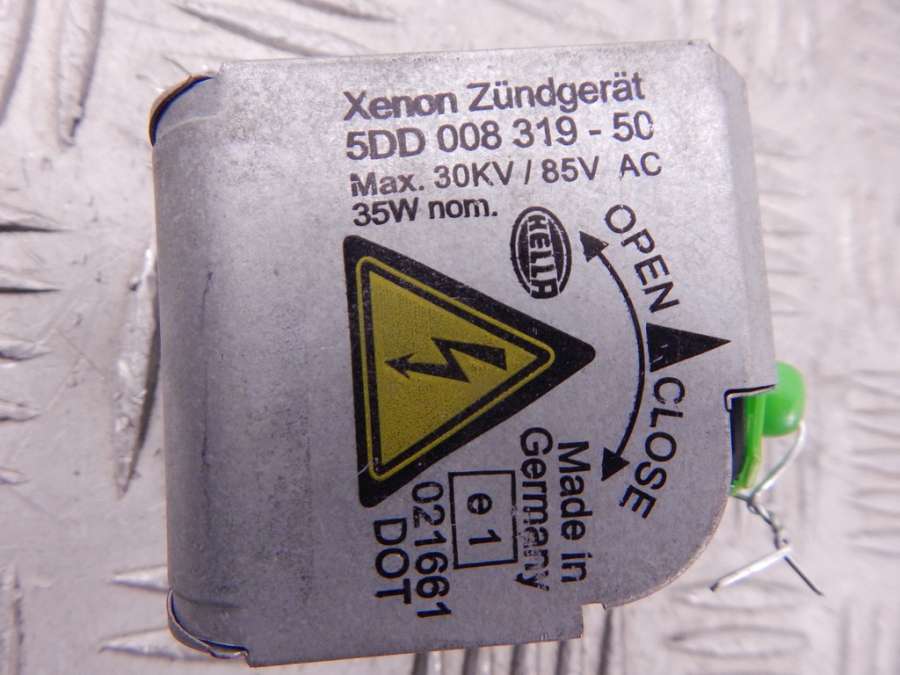 Xenon Zündgerät
5DD 008 319 - 50
Max. 30KV / 85V AC
35W nom.
HELLA
OPEN
CLOSE
Made in
Germany
e 1
021661
DOT